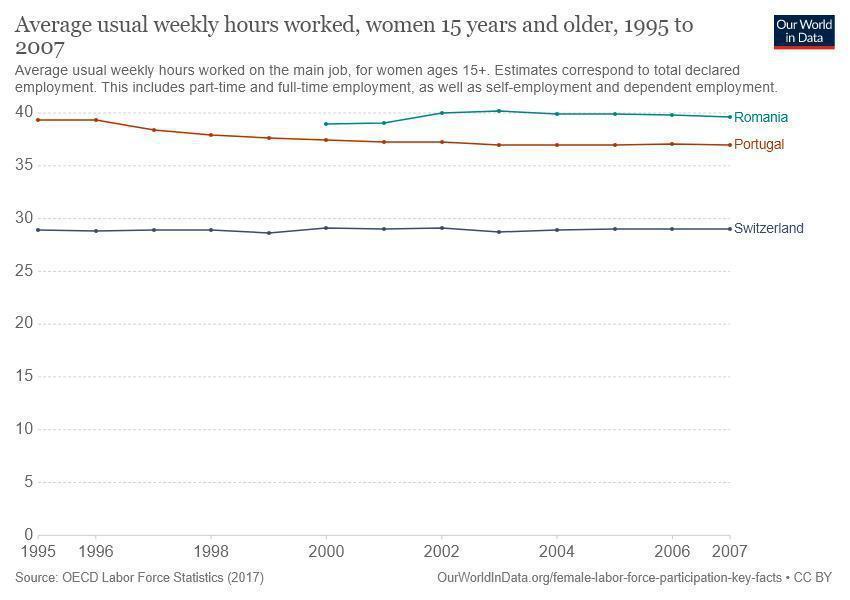 Average usual weekly hours worked, women 15 years and older, 1995 to
2007
Our World
in Data
Average usual weekly hours worked on the main job, for women ages 15+. Estimates correspond to total declared
employment. This includes part-time and full-time employment, as well as self-employment and dependent employment.
40
Romania
Portugal
35
30
Switzerland
25
20
15
10
5
0
1995 1996 1998 2000 2002 2004 2006 2007
Source: OECD Labor Force Statistics (2017)
OurWorldInData.org/female-labor-force-participation-key-facts • CC BY